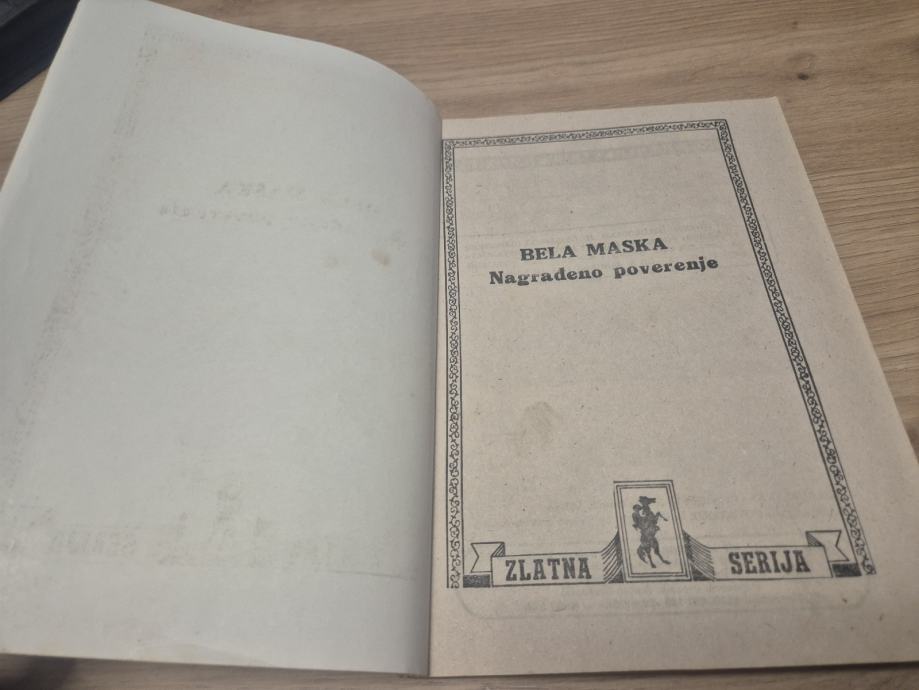 BELA MASKA
Nagrađeno poverenje
ZLATNA SERIJA